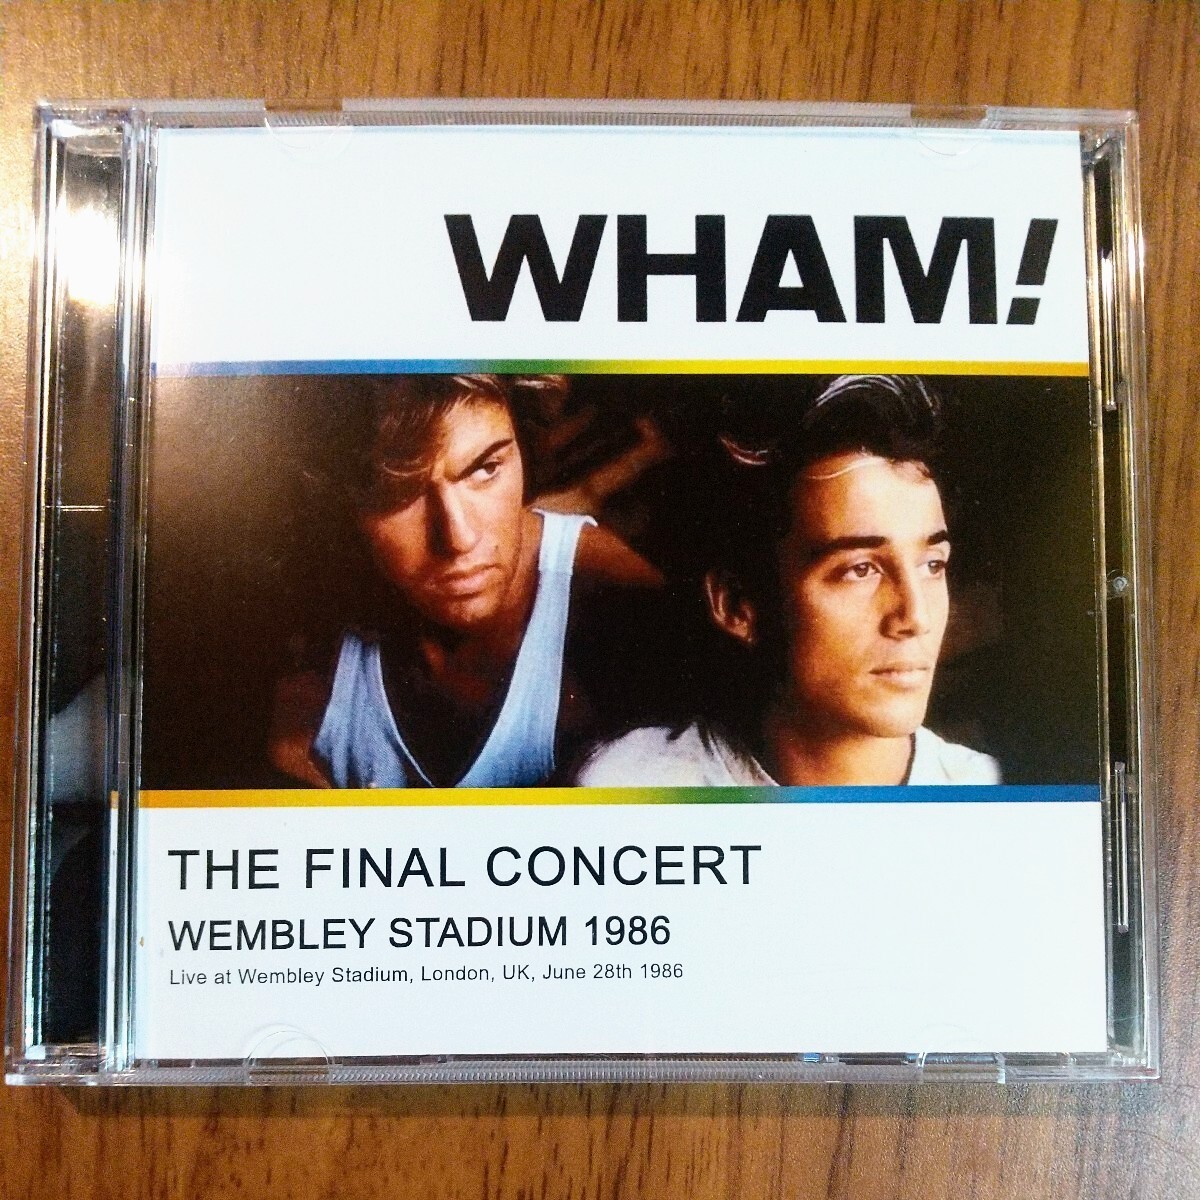 WHAM!
THE FINAL CONCERT
WEMBLEY STADIUM 1986
Live at Wembley Stadium, London, UK, June 28th 1986